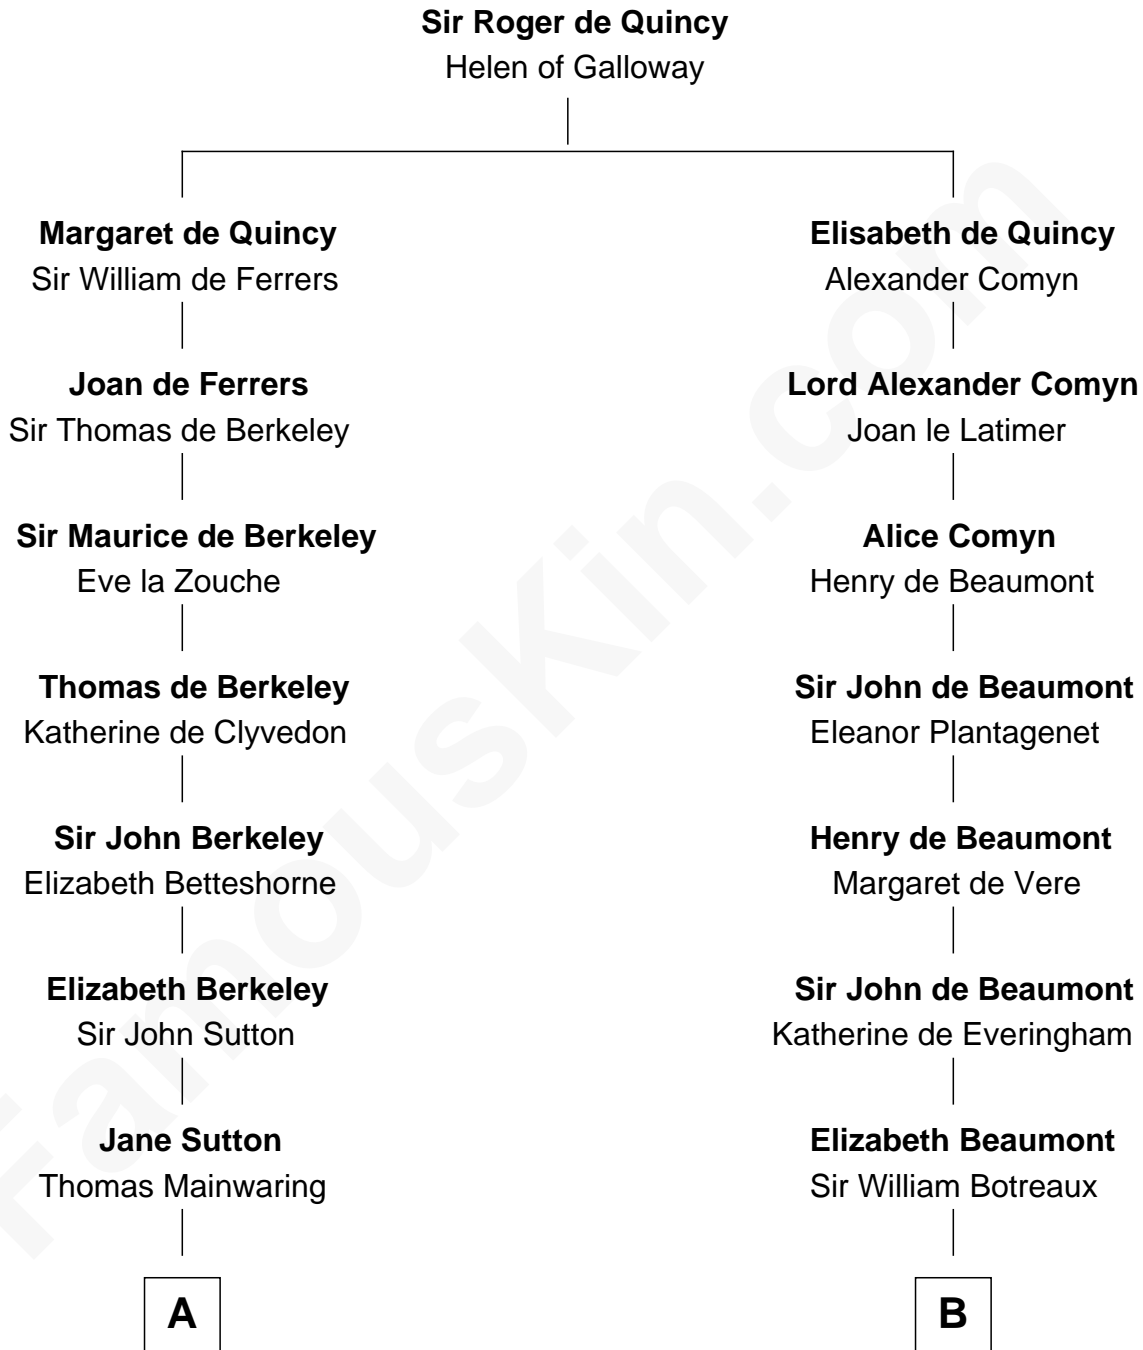 Sir Roger de Quincy
Helen of Galloway
Margaret de Quincy
Sir William de Ferrers
Elisabeth de Quincy
Alexander Comyn
Joan de Ferrers
Sir Thomas de Berkeley
Lord Alexander Comyn
Joan le Latimer
Sir Maurice de Berkeley
Eve la Zouche
Alice Comyn
Henry de Beaumont
Thomas de Berkeley
Katherine de Clyvedon
Sir John de Beaumont
Eleanor Plantagenet
Sir John Berkeley
Elizabeth Betteshorne
Henry de Beaumont
Margaret de Vere
Elizabeth Berkeley
Sir John Sutton
Sir John de Beaumont
Katherine de Everingham
Jane Sutton
Thomas Mainwaring
Elizabeth Beaumont
Sir William Botreaux
A
B
FamousKin.com